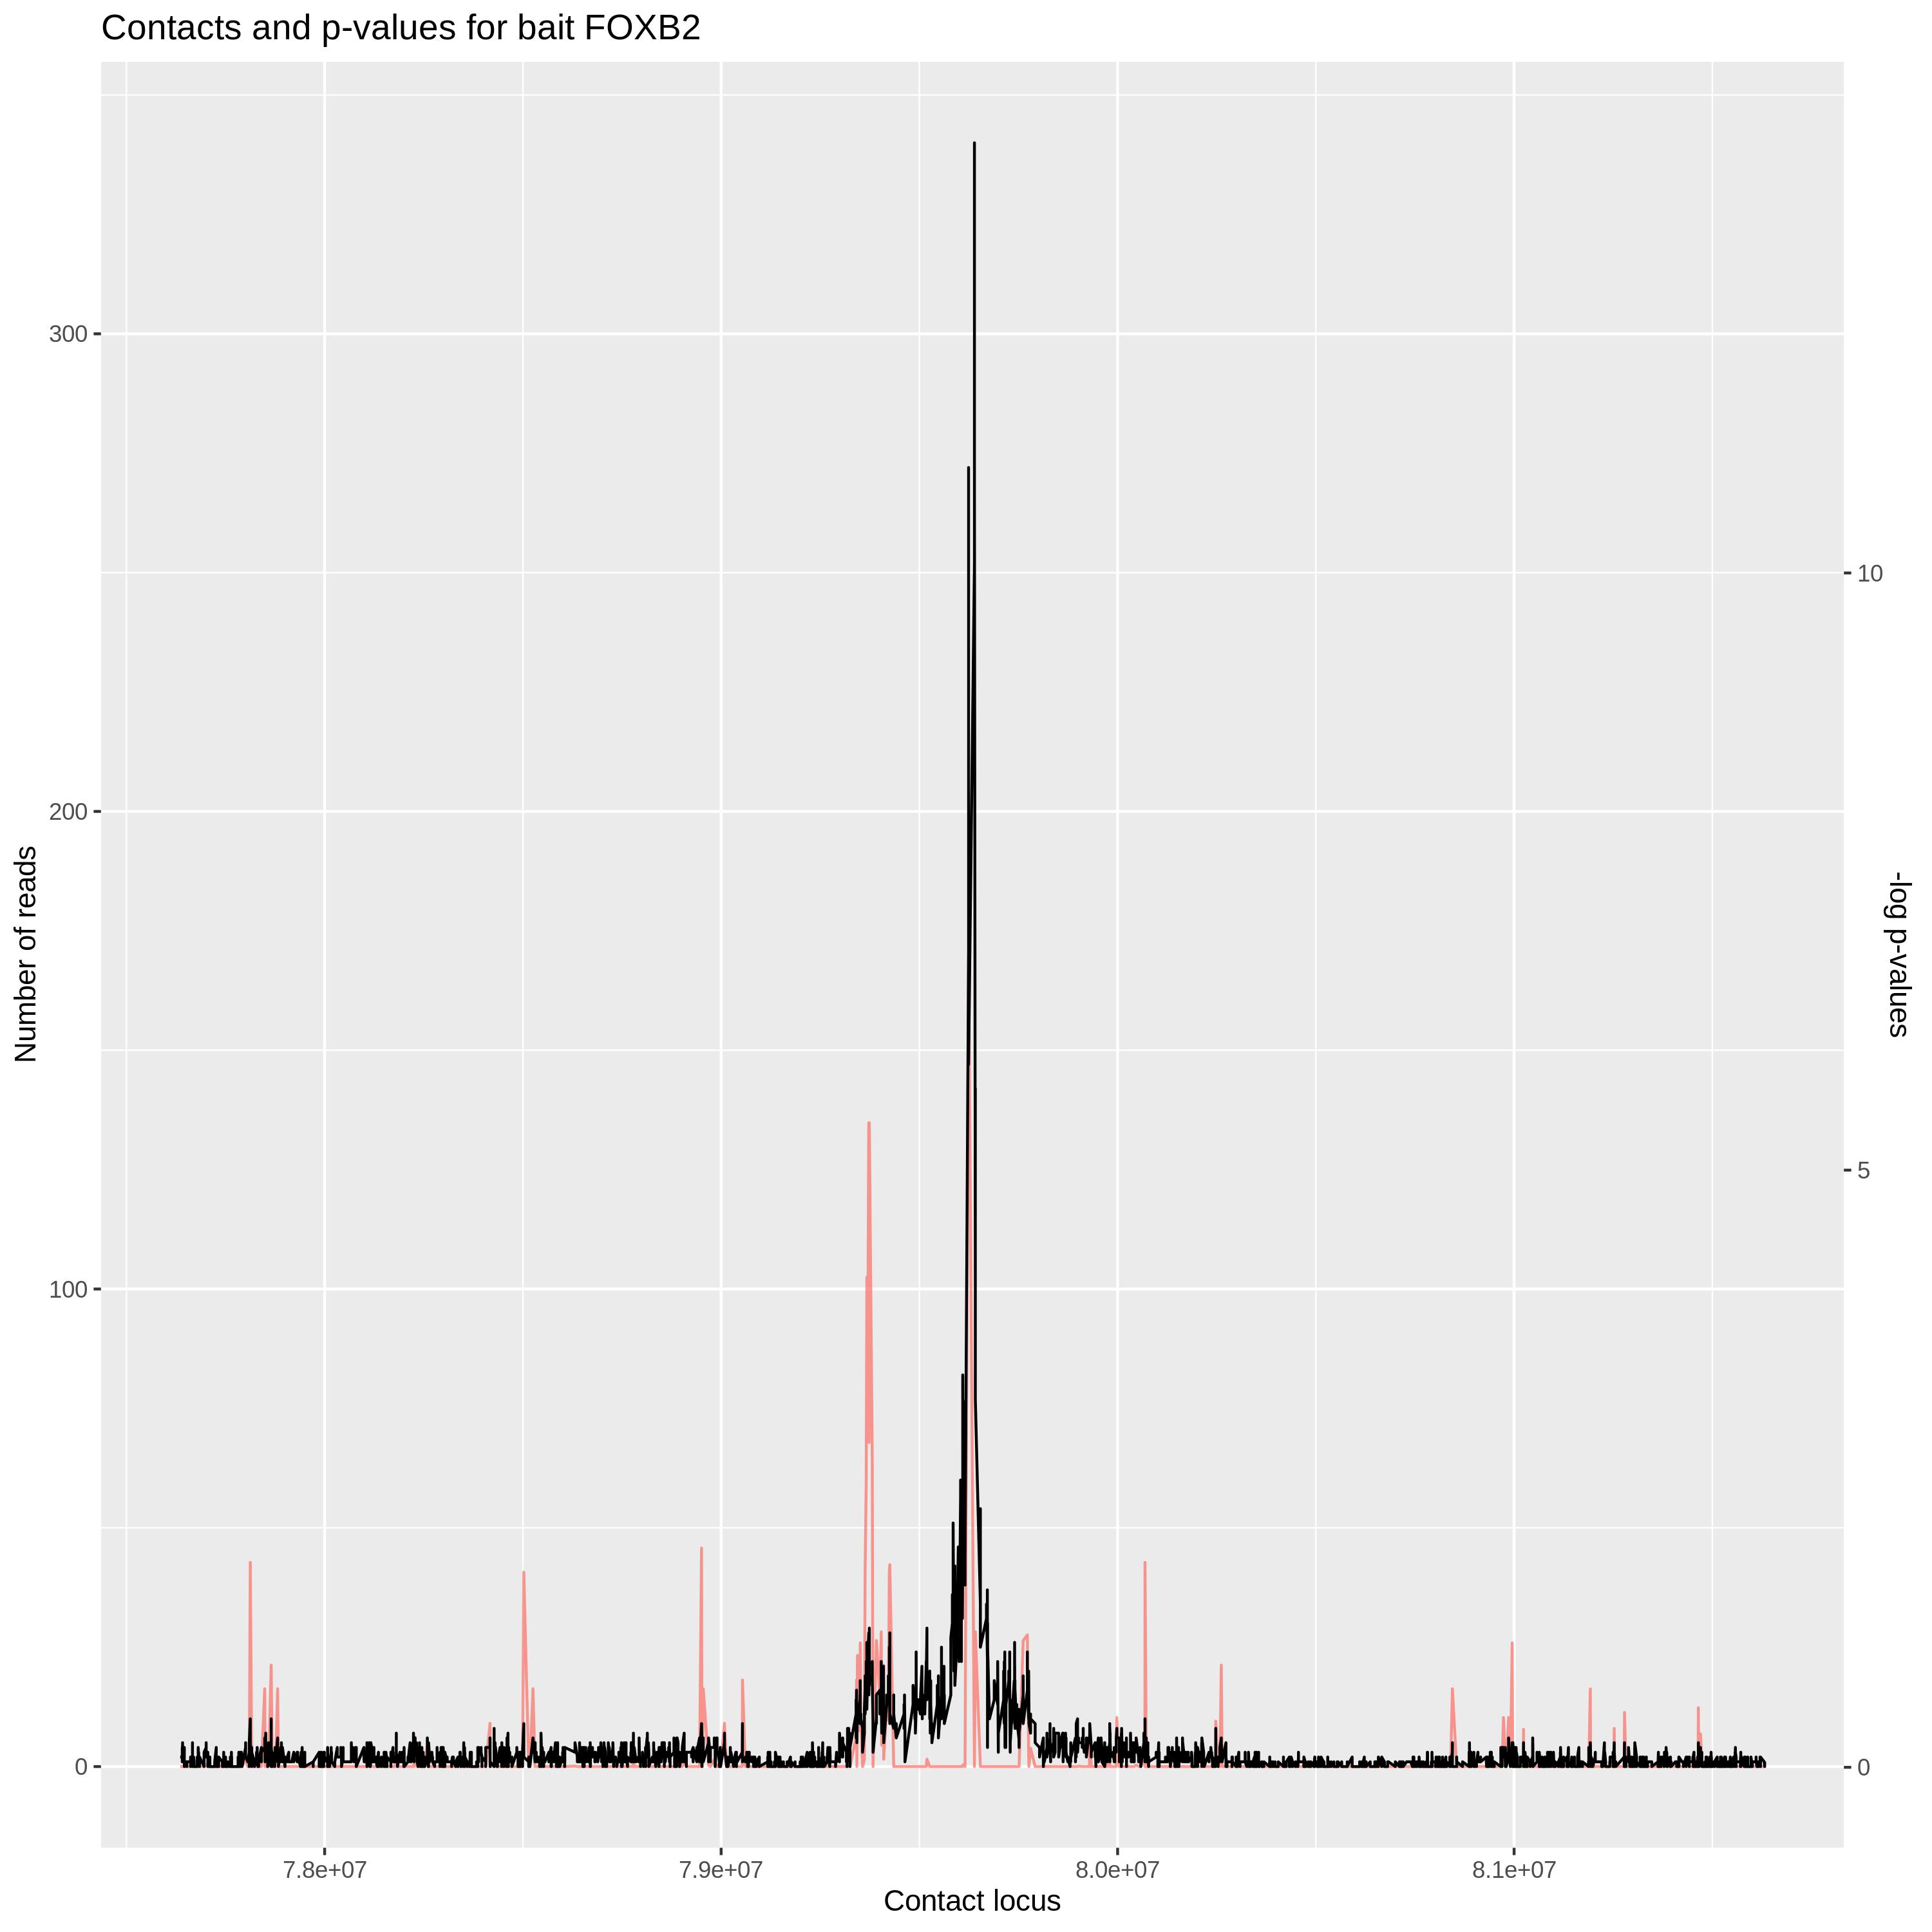 Contacts and p-values for bait FOXB2
Number of reads
300
200
100
0
10
5
0
-log p-values
7.8e+07 7.9e+07 8.0e+07 8.1e+07
Contact locus